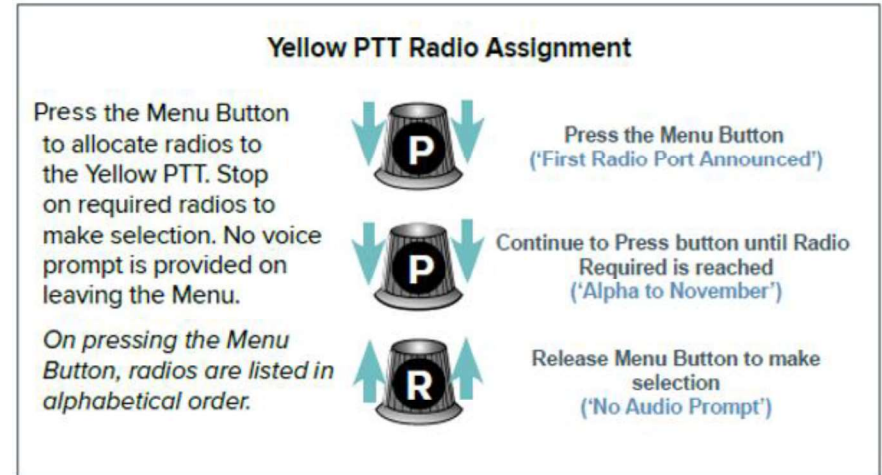 Yellow PTT Radio Assignment
Press the Menu Button
to allocate radios to
the Yellow PTT. Stop
on required radios to
make selection. No voice
prompt is provided on
leaving the Menu.
On pressing the Menu
Button, radios are listed in
alphabetical order.
P
Press the Menu Button
(‘First Radio Port Announced’)
P
Continue to Press button until Radio
Required is reached
(‘Alpha to November’)
R
Release Menu Button to make
selection
(‘No Audio Prompt’)